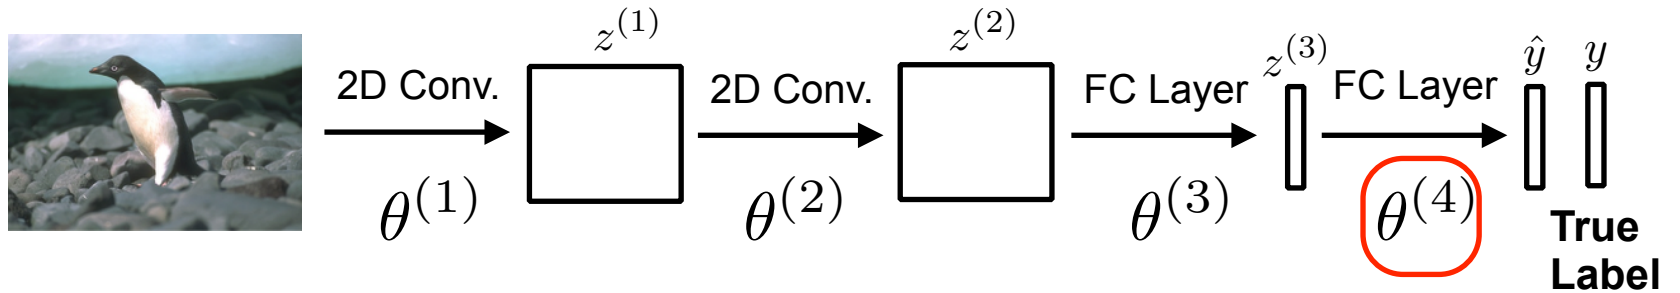 2D Conv.
θ^(1)
z^(1)
2D Conv.
θ^(2)
z^(2)
FC Layer
θ^(3)
z^(3)
FC Layer
θ^(4)
ŷ
y
True
Label